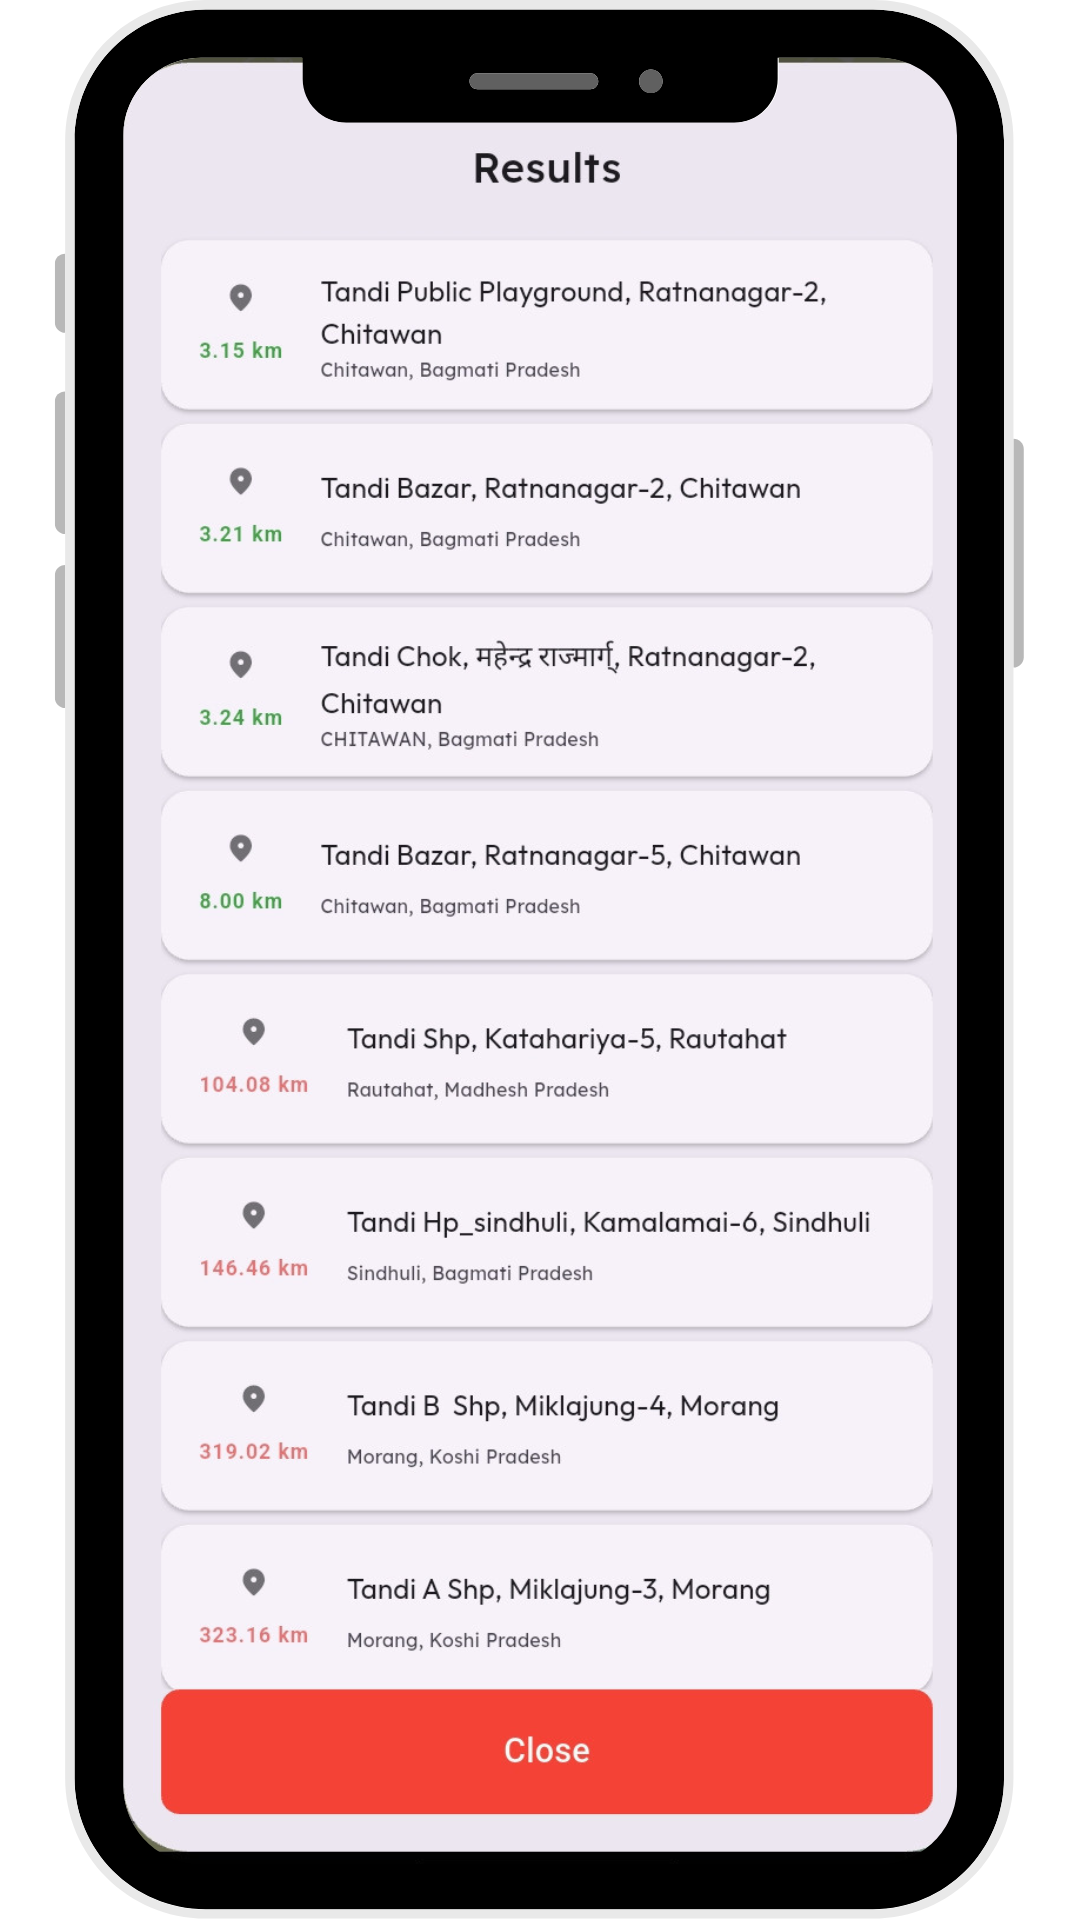 Results
Tandi Public Playground, Ratnanagar-2,
Chitawan
3.15 km
Chitawan, Bagmati Pradesh
Tandi Bazar, Ratnanagar-2, Chitawan
3.21 km
Chitawan, Bagmati Pradesh
Tandi Chok, महेन्द्र राज्मार्ग्, Ratnanagar-2,
Chitawan
3.24 km
CHITAWAN, Bagmati Pradesh
Tandi Bazar, Ratnanagar-5, Chitawan
8.00 km
Chitawan, Bagmati Pradesh
Tandi Shp, Katahariya-5, Rautahat
104.08 km
Rautahat, Madhesh Pradesh
Tandi Hp_sindhuli, Kamalamai-6, Sindhuli
146.46 km
Sindhuli, Bagmati Pradesh
Tandi B  Shp, Miklajung-4, Morang
319.02 km
Morang, Koshi Pradesh
Tandi A Shp, Miklajung-3, Morang
323.16 km
Morang, Koshi Pradesh
Close